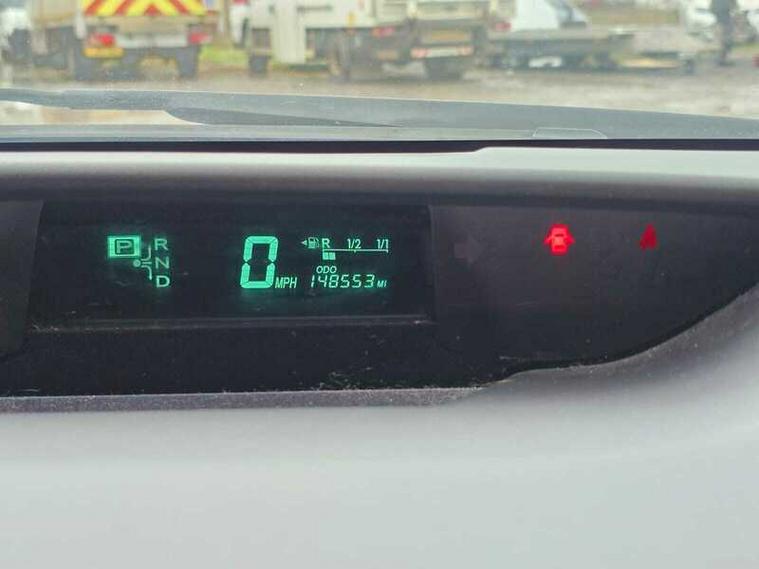 P R
N
D
0 MPH
R 1/2 1/1
ODO
148553 MI